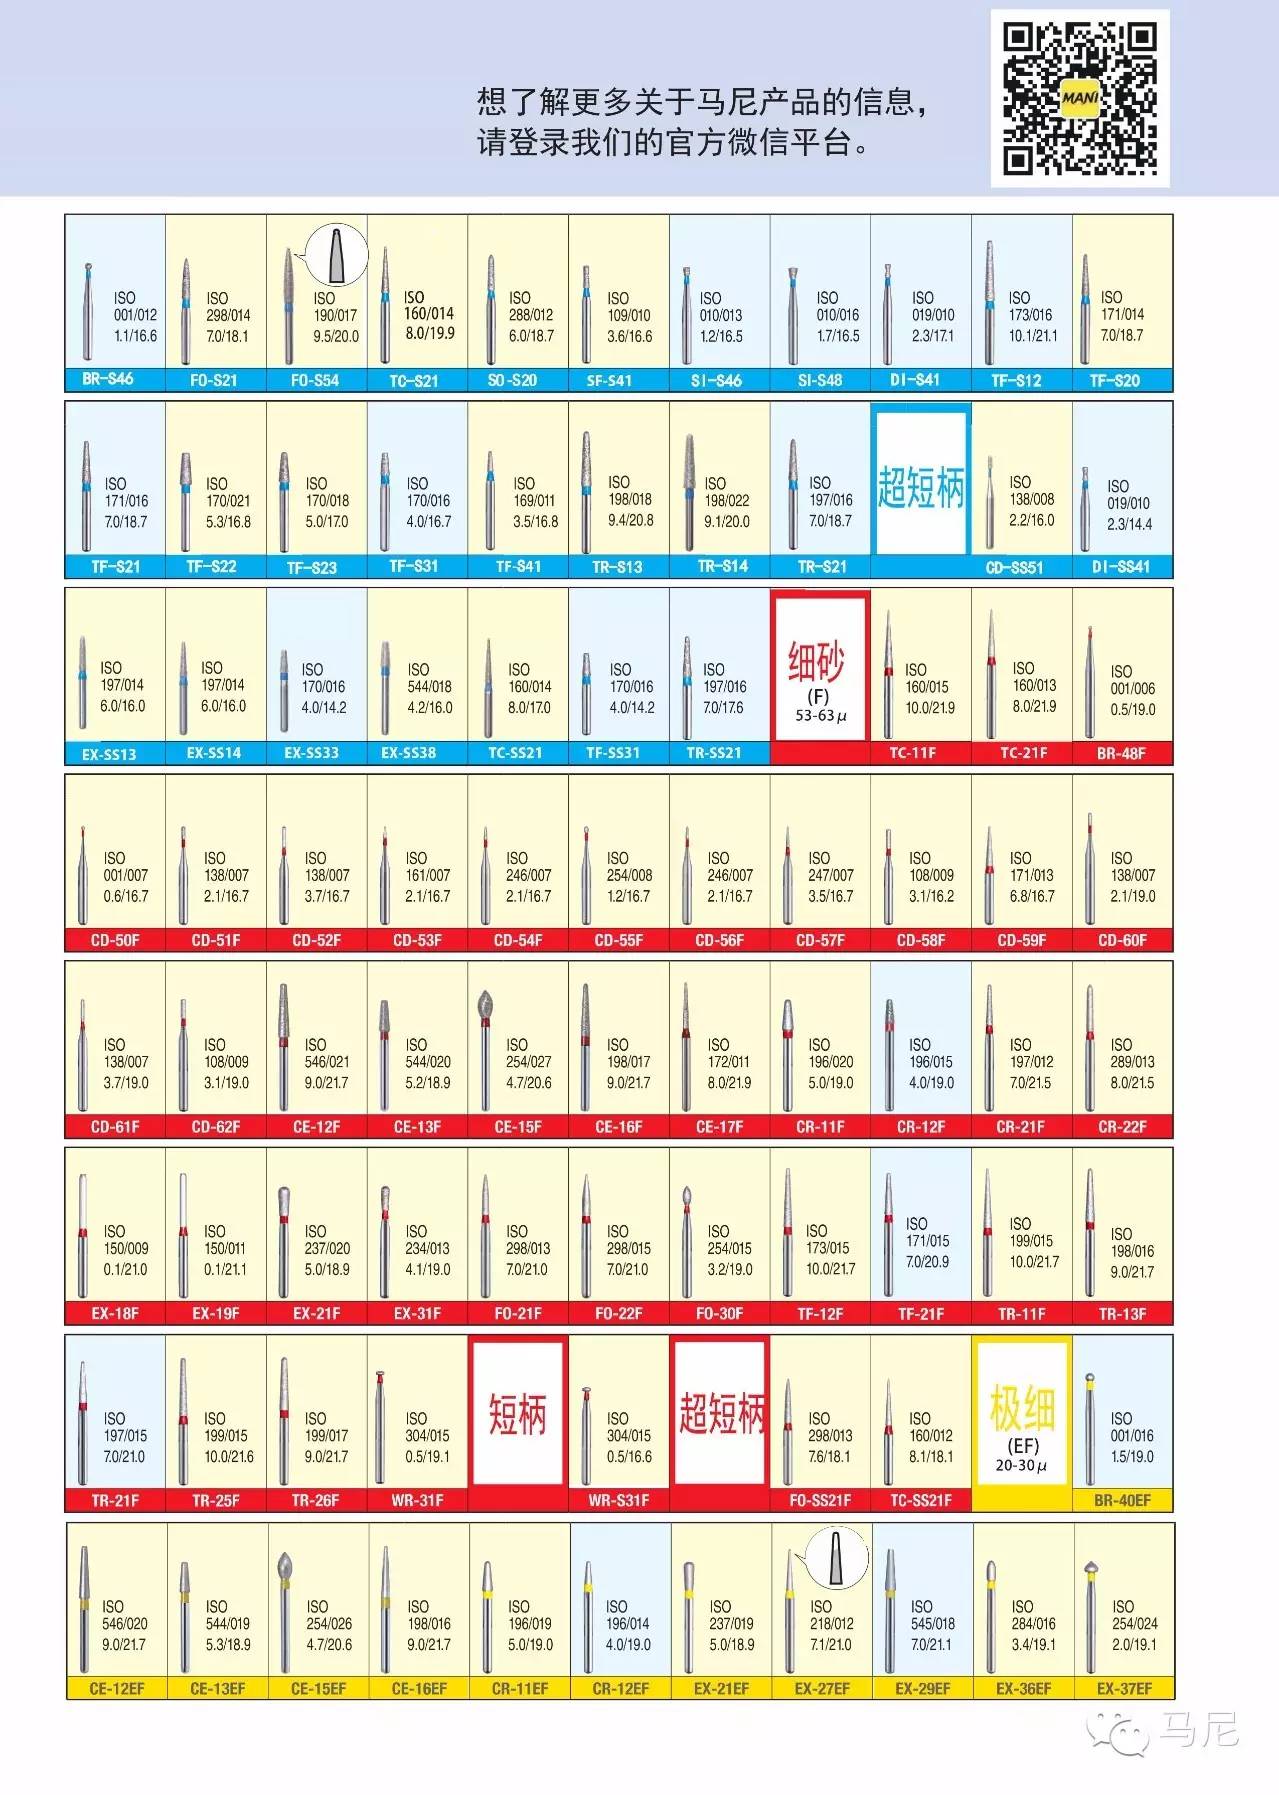 想了解更多关于马尼产品的信息，
请登录我们的官方微信平台。
MANI
ISO
001/012
1.1/16.6
BR-S46
ISO
298/014
7.0/18.1
FO-S21
ISO
190/017
9.5/20.0
FO-S54
ISO
160/014
8.0/19.9
TC-S21
ISO
288/012
6.0/18.7
SO-S20
ISO
109/010
3.6/16.6
SF-S41
ISO
010/013
1.2/16.5
SI-S46
ISO
010/016
1.7/16.5
SI-S48
ISO
019/010
2.3/17.1
DI-S41
ISO
173/016
10.1/21.1
TF-S12
ISO
171/014
7.0/18.7
TF-S20
ISO
171/016
7.0/18.7
TF-S21
ISO
170/021
5.3/16.8
TF-S22
ISO
170/018
5.0/17.0
TF-S23
ISO
170/016
4.0/16.7
TF-S31
ISO
169/011
3.5/16.8
TF-S41
ISO
198/018
9.4/20.8
TR-S13
ISO
198/022
9.1/20.0
TR-S14
ISO
197/016
7.0/18.7
TR-S21
超短柄
ISO
138/008
2.2/16.0
CD-SS51
ISO
019/010
2.3/14.4
DI-SS41
ISO
197/014
6.0/16.0
EX-SS13
ISO
197/014
6.0/16.0
EX-SS14
ISO
170/016
4.0/14.2
EX-SS33
ISO
544/018
4.2/16.0
EX-SS38
ISO
160/014
8.0/17.0
TC-SS21
ISO
170/016
4.0/14.2
TF-SS31
ISO
197/016
7.0/17.6
TR-SS21
细砂
(F)
53-63μ
ISO
160/015
10.0/21.9
TC-11F
ISO
160/013
8.0/21.9
TC-21F
ISO
001/006
0.5/19.0
BR-48F
ISO
001/007
0.6/16.7
CD-50F
ISO
138/007
2.1/16.7
CD-51F
ISO
138/007
3.7/16.7
CD-52F
ISO
161/007
2.1/16.7
CD-53F
ISO
246/007
2.1/16.7
CD-54F
ISO
254/008
1.2/16.7
CD-55F
ISO
246/007
2.1/16.7
CD-56F
ISO
247/007
3.5/16.7
CD-57F
ISO
108/009
3.1/16.2
CD-58F
ISO
171/013
6.8/16.7
CD-59F
ISO
138/007
2.1/19.0
CD-60F
ISO
138/007
3.7/19.0
CD-61F
ISO
108/009
3.1/19.0
CD-62F
ISO
546/021
9.0/21.7
CE-12F
ISO
544/020
5.2/18.9
CE-13F
ISO
254/027
4.7/20.6
CE-15F
ISO
198/017
9.0/21.7
CE-16F
ISO
172/011
8.0/21.9
CE-17F
ISO
196/020
5.0/19.0
CR-11F
ISO
196/015
4.0/19.0
CR-12F
ISO
197/012
7.0/21.5
CR-21F
ISO
289/013
8.0/21.5
CR-22F
ISO
150/009
0.1/21.0
EX-18F
ISO
150/011
0.1/21.1
EX-19F
ISO
237/020
5.0/18.9
EX-21F
ISO
234/013
4.1/19.0
EX-31F
ISO
298/013
7.0/21.0
FO-21F
ISO
298/015
7.0/21.0
FO-22F
ISO
254/015
3.2/19.0
FO-30F
ISO
173/015
10.0/21.7
TF-12F
ISO
171/015
7.0/20.9
TF-21F
ISO
199/015
10.0/21.7
TR-11F
ISO
198/016
9.0/21.7
TR-13F
ISO
197/015
7.0/21.0
TR-21F
ISO
199/015
10.0/21.6
TR-25F
ISO
199/017
9.0/21.7
TR-26F
ISO
304/015
0.5/19.1
WR-31F
短柄
ISO
304/015
0.5/16.6
WR-S31F
超短柄
ISO
298/013
7.6/18.1
FO-SS21F
ISO
160/012
8.1/18.1
TC-SS21F
极细
(EF)
20-30μ
ISO
001/016
1.5/19.0
BR-40EF
ISO
546/020
9.0/21.7
CE-12EF
ISO
544/019
5.3/18.9
CE-13EF
ISO
254/026
4.7/20.6
CE-15EF
ISO
198/016
9.0/21.7
CE-16EF
ISO
196/019
5.0/19.0
CR-11EF
ISO
196/014
4.0/19.0
CR-12EF
ISO
237/019
5.0/18.9
EX-21EF
ISO
218/012
7.1/21.0
EX-27EF
ISO
545/018
7.0/21.1
EX-29EF
ISO
284/016
3.4/19.1
EX-36EF
ISO
254/024
2.0/19.1
EX-37EF
马尼